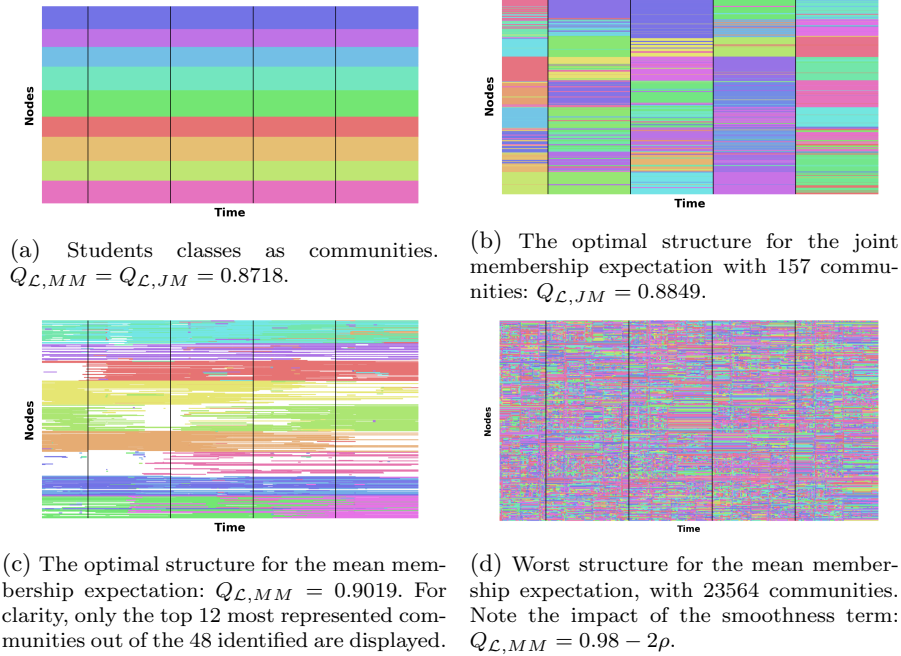 Nodes
Time
(a) Students classes as communities.
Q_{\mathcal{L},MM} = Q_{\mathcal{L},JM} = 0.8718.
Nodes
Time
(b) The optimal structure for the joint
membership expectation with 157 commu-
nities: Q_{\mathcal{L},JM} = 0.8849.
Nodes
Time
(c) The optimal structure for the mean mem-
bership expectation: Q_{\mathcal{L},MM} = 0.9019. For
clarity, only the top 12 most represented com-
munities out of the 48 identified are displayed.
Nodes
Time
(d) Worst structure for the mean member-
ship expectation, with 23564 communities.
Note the impact of the smoothness term:
Q_{\mathcal{L},MM} = 0.98 − 2ρ.